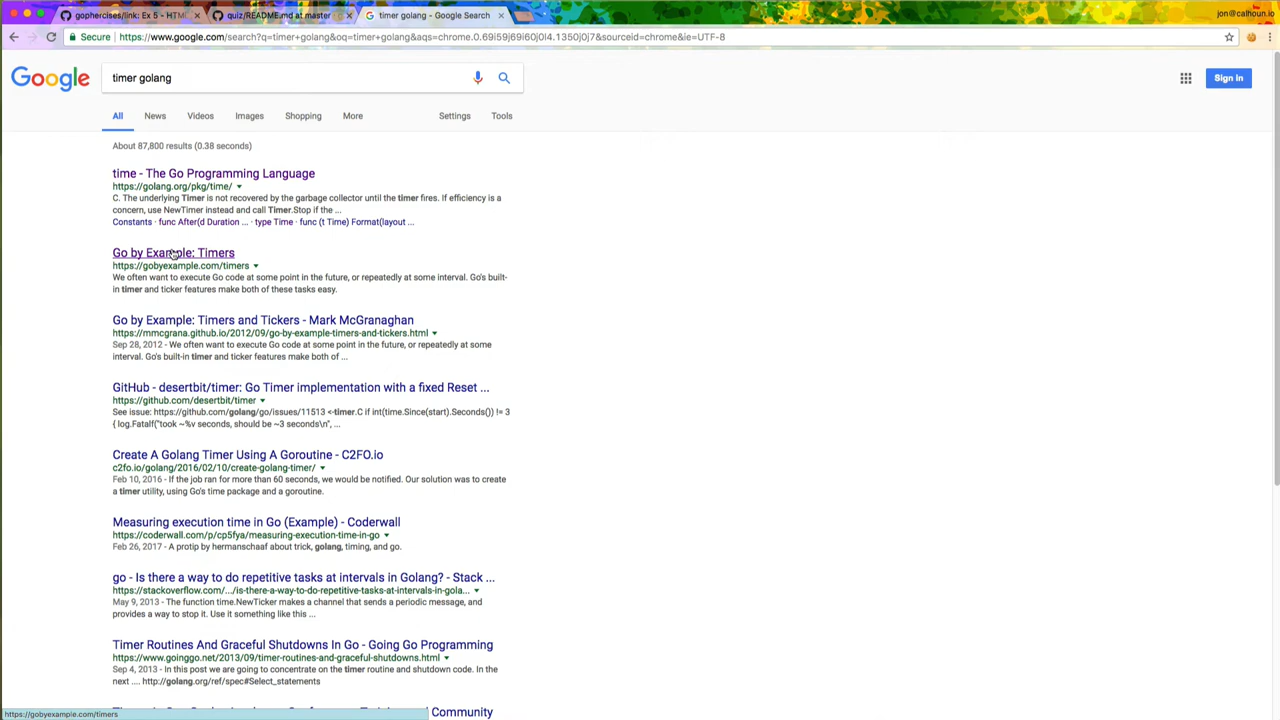 gophercises/link: Ex 5 - HTML
quiz/README.md at master
timer golang - Google Search
jon@calhoun.io
Secure
https://www.google.com/search?q=timer+golang&oq=timer+golang&aqs=chrome.0.69i59j69i60j0l4.1350j0j7&sourceid=chrome&ie=UTF-8
Google
timer golang
Sign in
All News Videos Images Shopping More Settings Tools
About 87,800 results (0.38 seconds)
time - The Go Programming Language
https://golang.org/pkg/time/
C. The underlying Timer is not recovered by the garbage collector until the timer fires. If efficiency is a
concern, use NewTimer instead and call Timer.Stop if the ...
Constants · func After(d Duration ... · type Time · func (t Time) Format(layout ...
Go by Example: Timers
https://gobyexample.com/timers
We often want to execute Go code at some point in the future, or repeatedly at some interval. Go's built-
in timer and ticker features make both of these tasks easy.
Go by Example: Timers and Tickers - Mark McGranaghan
https://mmcgrana.github.io/2012/09/go-by-example-timers-and-tickers.html
Sep 28, 2012 - We often want to execute Go code at some point in the future, or repeatedly at some
interval. Go's built-in timer and ticker features make both of ...
GitHub - desertbit/timer: Go Timer implementation with a fixed Reset ...
https://github.com/desertbit/timer
See issue: https://github.com/golang/go/issues/11513 <-timer.C if int(time.Since(start).Seconds()) != 3
{ log.Fatalf("took ~%v seconds, should be ~3 seconds\n", ...
Create A Golang Timer Using A Goroutine - C2FO.io
c2fo.io/golang/2016/02/10/create-golang-timer/
Feb 10, 2016 - If the job ran for more than 60 seconds, we would be notified. Our solution was to create
a timer utility, using Go's time package and a goroutine.
Measuring execution time in Go (Example) - Coderwall
https://coderwall.com/p/cp5fya/measuring-execution-time-in-go
Feb 26, 2017 - A protip by hermanschaaf about trick, golang, timing, and go.
go - Is there a way to do repetitive tasks at intervals in Golang? - Stack ...
https://stackoverflow.com/.../is-there-a-way-to-do-repetitive-tasks-at-intervals-in-gola...
May 9, 2013 - The function time.NewTicker makes a channel that sends a periodic message, and
provides a way to stop it. Use it something like this ...
Timer Routines And Graceful Shutdowns In Go - Going Go Programming
https://www.goinggo.net/2013/09/timer-routines-and-graceful-shutdowns.html
Sep 4, 2013 - In this post we are going to concentrate on the timer routine and shutdown code. In the
next .... http://golang.org/ref/spec#Select_statements
Community
https://gobyexample.com/timers